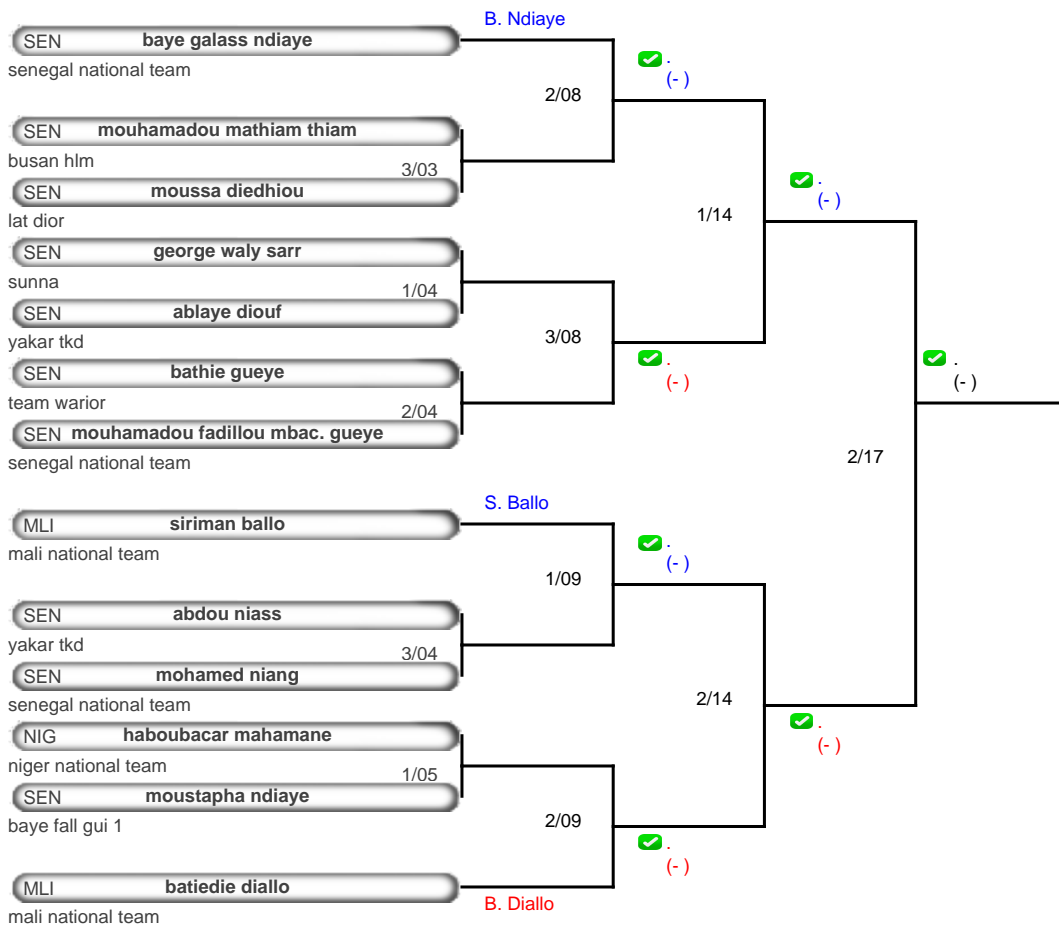 B. Ndiaye
SEN baye galass ndiaye
senegal national team
.
(- )
2/08
SEN mouhamadou mathiam thiam
busan hlm
3/03
SEN moussa diedhiou
lat dior
.
(- )
1/14
SEN george waly sarr
sunna
1/04
SEN ablaye diouf
yakar tkd
3/08
.
(- )
.
(- )
SEN bathie gueye
team warior
2/04
SEN mouhamadou fadillou mbac. gueye
senegal national team
2/17
S. Ballo
MLI siriman ballo
mali national team
.
(- )
1/09
SEN abdou niass
yakar tkd
3/04
SEN mohamed niang
senegal national team
2/14
.
(- )
NIG haboubacar mahamane
niger national team
1/05
SEN moustapha ndiaye
baye fall gui 1
2/09
.
(- )
MLI batiedie diallo
B. Diallo
mali national team